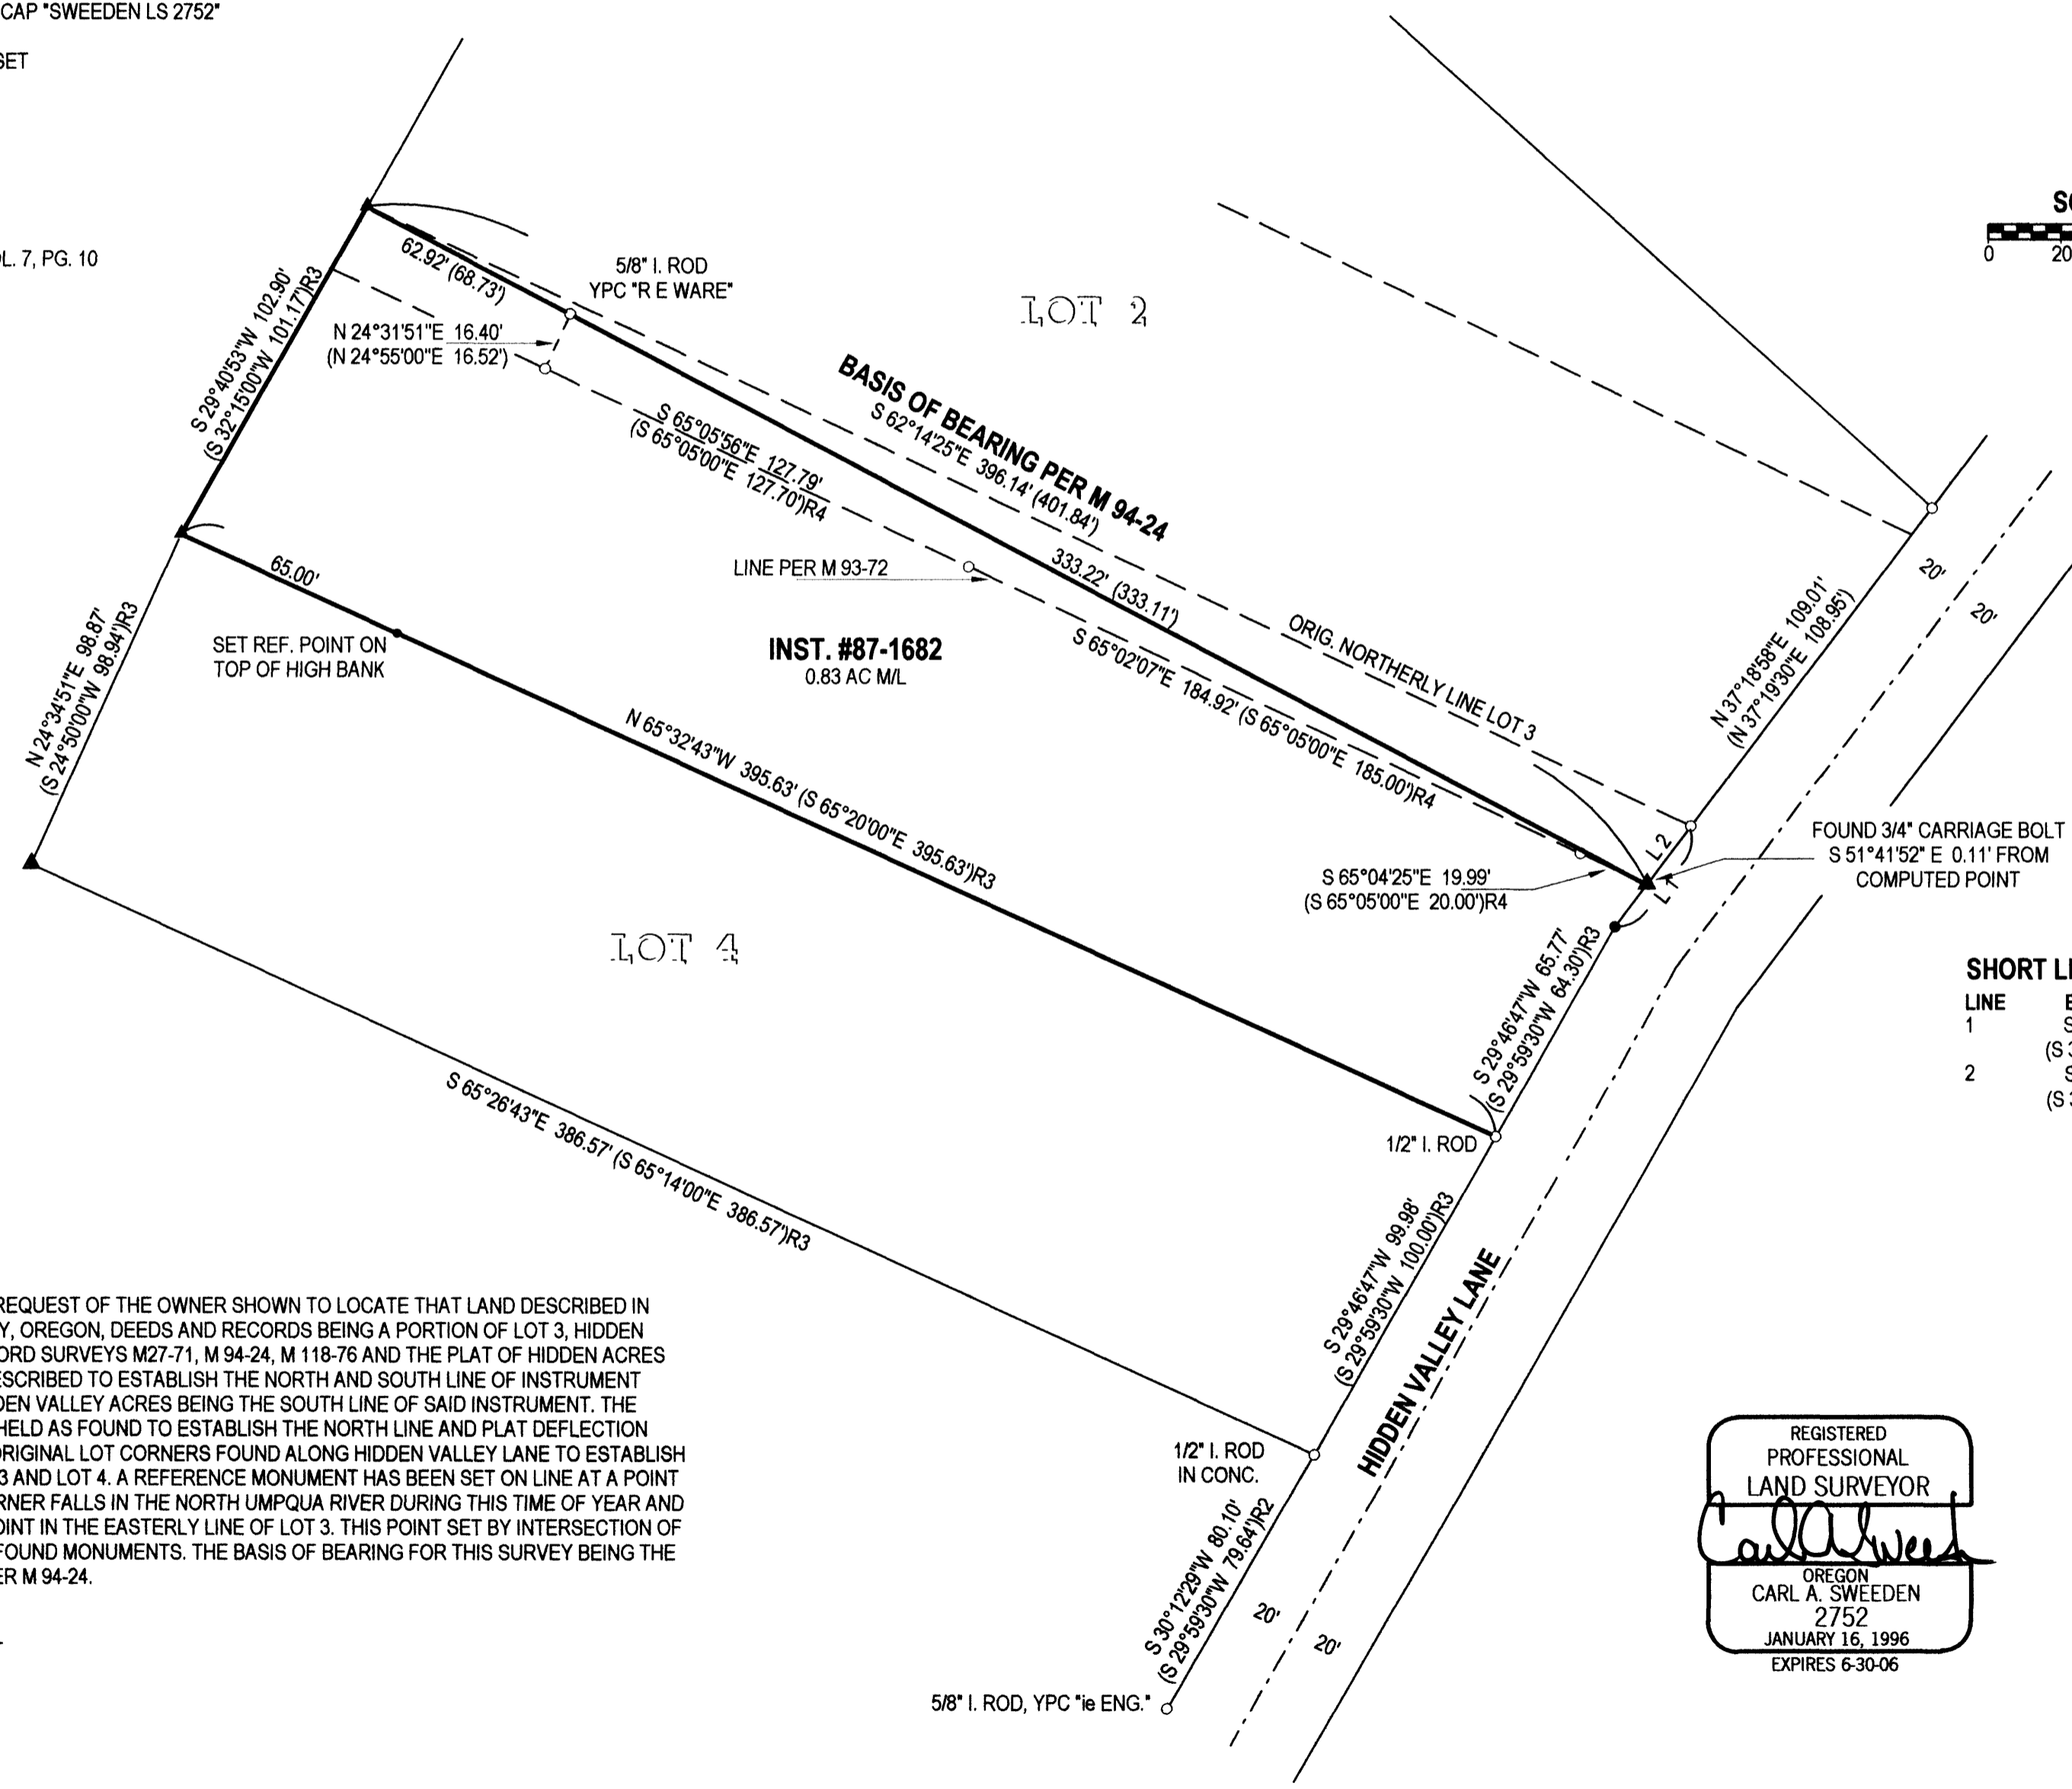 CAP "SWEEDEN LS 2752"
SET
L. 7, PG. 10
62.92' (68.73')
5/8" I. ROD
YPC "R E WARE"
LOT 2
0
20
S 29°40'53"W 102.90'
(S 32°15'00"W 101.17')R3
N 24°31'51"E 16.40'
(N 24°55'00"E 16.52')
BASIS OF BEARING PER M 94-24
S 62°14'25"E 396.14' (401.84')
S 65°05'56"E 127.79'
(S 65°05'00"E 127.70')R4
333.22' (333.11')
LINE PER M 93-72
ORIG. NORTHERLY LINE LOT 3
S 65°02'07"E 184.92' (S 65°05'00"E 185.00')R4
20'
20'
N 37°18'58"E 109.01'
(N 37°19'30"E 108.95')
65.00'
SET REF. POINT ON
TOP OF HIGH BANK
INST. #87-1682
0.83 AC M/L
N 24°34'51"E 98.87'
(S 24°50'00"W 98.94')R3
N 65°32'43"W 395.63' (S 65°20'00"E 395.63')R3
L 2
L 1
FOUND 3/4" CARRIAGE BOLT
S 51°41'52" E 0.11' FROM
COMPUTED POINT
S 65°04'25"E 19.99'
(S 65°05'00"E 20.00')R4
LOT 4
S 29°46'47"W 65.77'
(S 29°59'30"W 64.30')R3
LINE
1
(S 3
2
(S 3
S 65°26'43"E 386.57' (S 65°14'00"E 386.57')R3
1/2" I. ROD
S 29°46'47"W 99.98'
(S 29°59'30"W 100.00')R3
HIDDEN VALLEY LANE
1/2" I. ROD
IN CONC.
S 30°12'29"W 80.10'
(S 29°59'30"W 79.64')R2
20'
20'
5/8" I. ROD, YPC "ie ENG."
REQUEST OF THE OWNER SHOWN TO LOCATE THAT LAND DESCRIBED IN
Y, OREGON, DEEDS AND RECORDS BEING A PORTION OF LOT 3, HIDDEN
ORD SURVEYS M27-71, M 94-24, M 118-76 AND THE PLAT OF HIDDEN ACRES
ESCRIBED TO ESTABLISH THE NORTH AND SOUTH LINE OF INSTRUMENT
DEN VALLEY ACRES BEING THE SOUTH LINE OF SAID INSTRUMENT. THE
HELD AS FOUND TO ESTABLISH THE NORTH LINE AND PLAT DEFLECTION
ORIGINAL LOT CORNERS FOUND ALONG HIDDEN VALLEY LANE TO ESTABLISH
3 AND LOT 4. A REFERENCE MONUMENT HAS BEEN SET ON LINE AT A POINT
RNER FALLS IN THE NORTH UMPQUA RIVER DURING THIS TIME OF YEAR AND
OINT IN THE EASTERLY LINE OF LOT 3. THIS POINT SET BY INTERSECTION OF
FOUND MONUMENTS. THE BASIS OF BEARING FOR THIS SURVEY BEING THE
ER M 94-24.
REGISTERED
PROFESSIONAL
LAND SURVEYOR
Carl A Sweeden
OREGON
CARL A. SWEEDEN
2752
JANUARY 16, 1996
EXPIRES 6-30-06